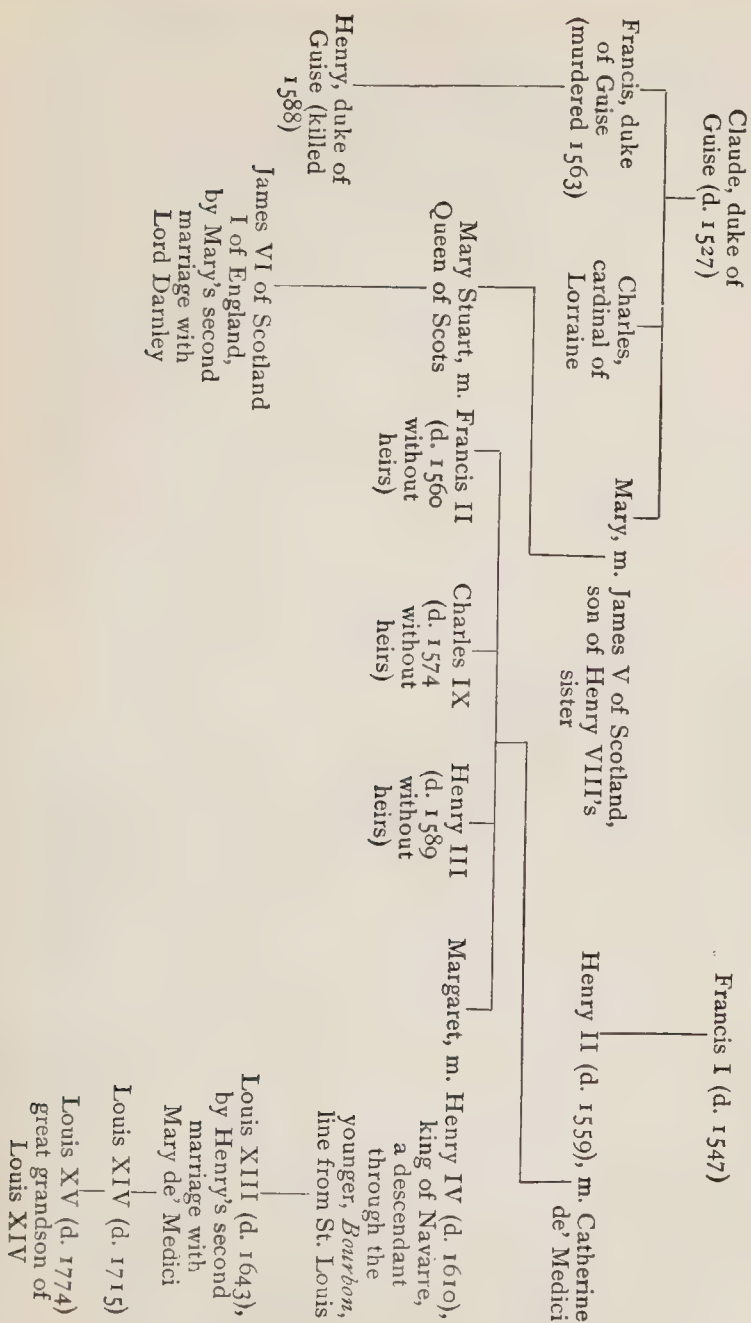 Claude, duke of
Guise (d. 1527)
Francis I (d. 1547)
Francis, duke
of Guise
(murdered 1563)
Charles,
cardinal of
Lorraine
Mary, m. James V of Scotland,
son of Henry VIII's
sister
Henry II (d. 1559), m. Catherine
de' Medici
Henry, duke of
Guise (killed
1588)
Mary Stuart, m. Francis II
Queen of Scots
(d. 1560
without
heirs)
Charles IX
(d. 1574
without
heirs)
Henry III
(d. 1589
without
heirs)
Margaret, m. Henry IV (d. 1610),
king of Navarre,
a descendant
through the
younger, Bourbon,
line from St. Louis
James VI of Scotland
I of England,
by Mary's second
marriage with
Lord Darnley
Louis XIII (d. 1643),
by Henry's second
marriage with
Mary de' Medici
Louis XIV (d. 1715)
Louis XV (d. 1774)
great grandson of
Louis XIV